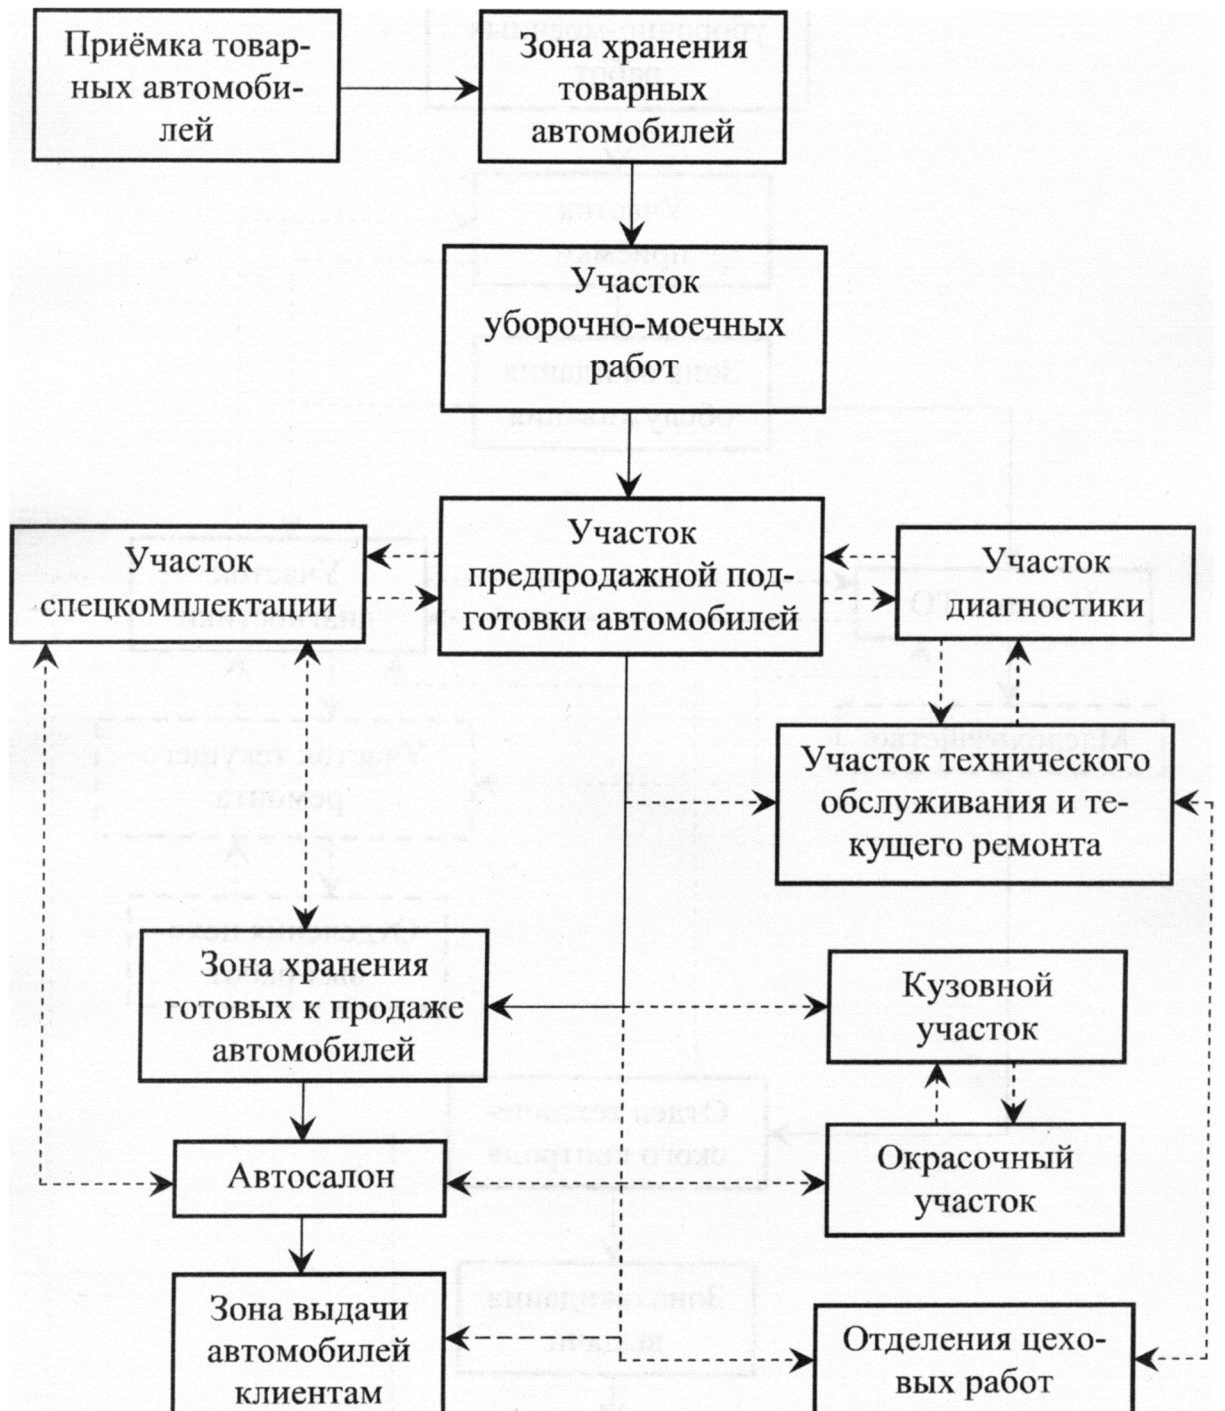 Приёмка товар-
ных автомоби-
лей
Зона хранения
товарных
автомобилей
Участок
уборочно-моечных
работ
Участок
спецкомплектации
Участок
предпродажной под-
готовки автомобилей
Участок
диагностики
Участок технического
обслуживания и те-
кущего ремонта
Зона хранения
готовых к продаже
автомобилей
Кузовной
участок
Автосалон
Окрасочный
участок
Зона выдачи
автомобилей
клиентам
Отделения цехо-
вых работ